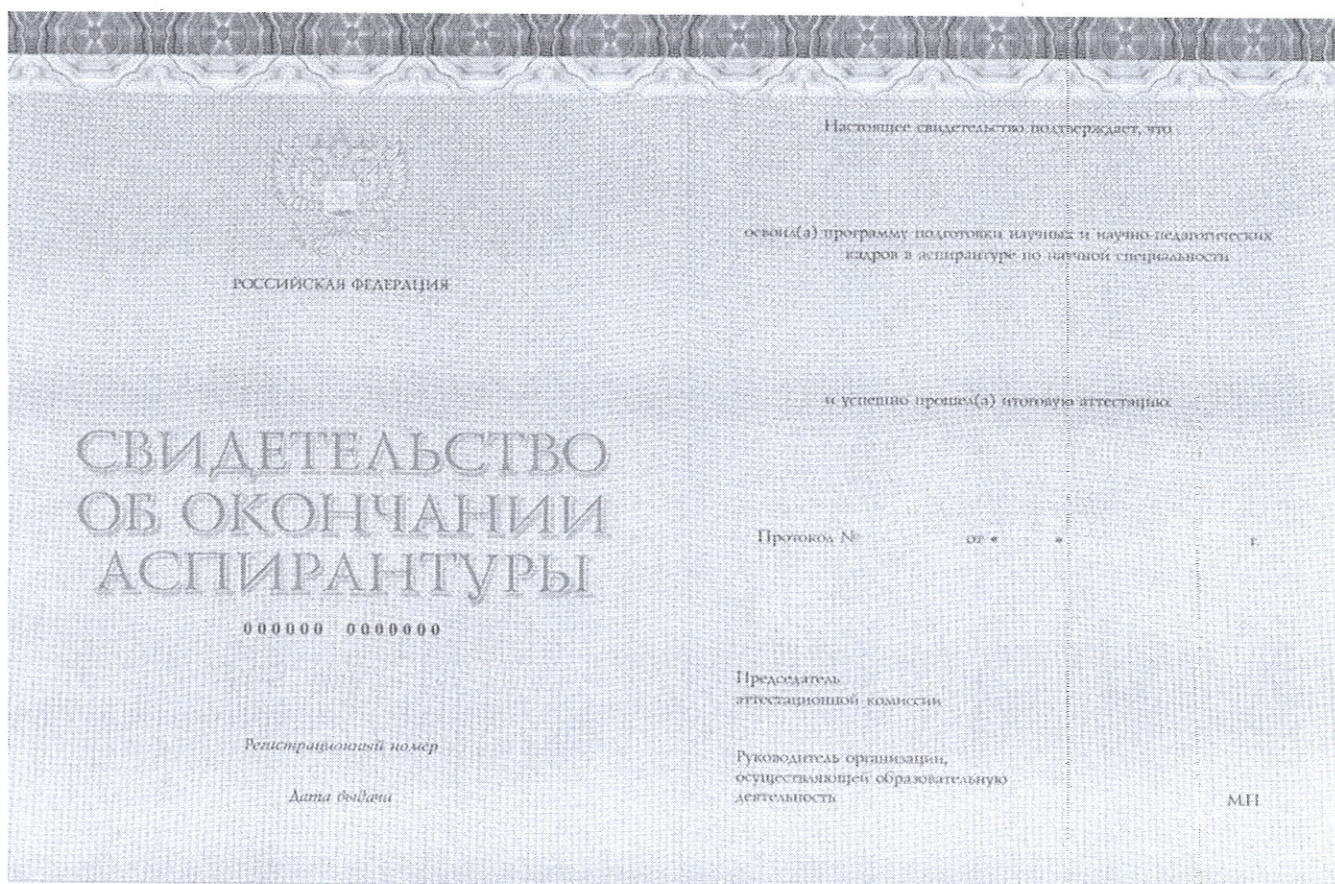 РОССИЙСКАЯ ФЕДЕРАЦИЯ
СВИДЕТЕЛЬСТВО
ОБ ОКОНЧАНИИ
АСПИРАНТУРЫ
000000 0000000
Регистрационный номер
Дата выдачи
Настоящее свидетельство подтверждает, что
освоил(а) программу подготовки научных и научно-педагогических
кадров в аспирантуре по научной специальности
и успешно прошел(а) итоговую аттестацию.
Протокол № от « » г.
Председатель
аттестационной комиссии
Руководитель организации,
осуществляющей образовательную
деятельность
М.П.